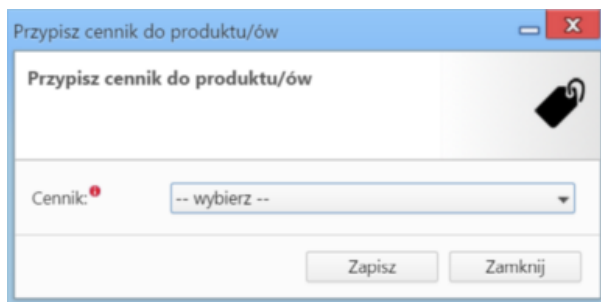 Przypisz cennik do produktu/ów
Przypisz cennik do produktu/ów
Cennik:
-- wybierz --
Zapisz
Zamknij